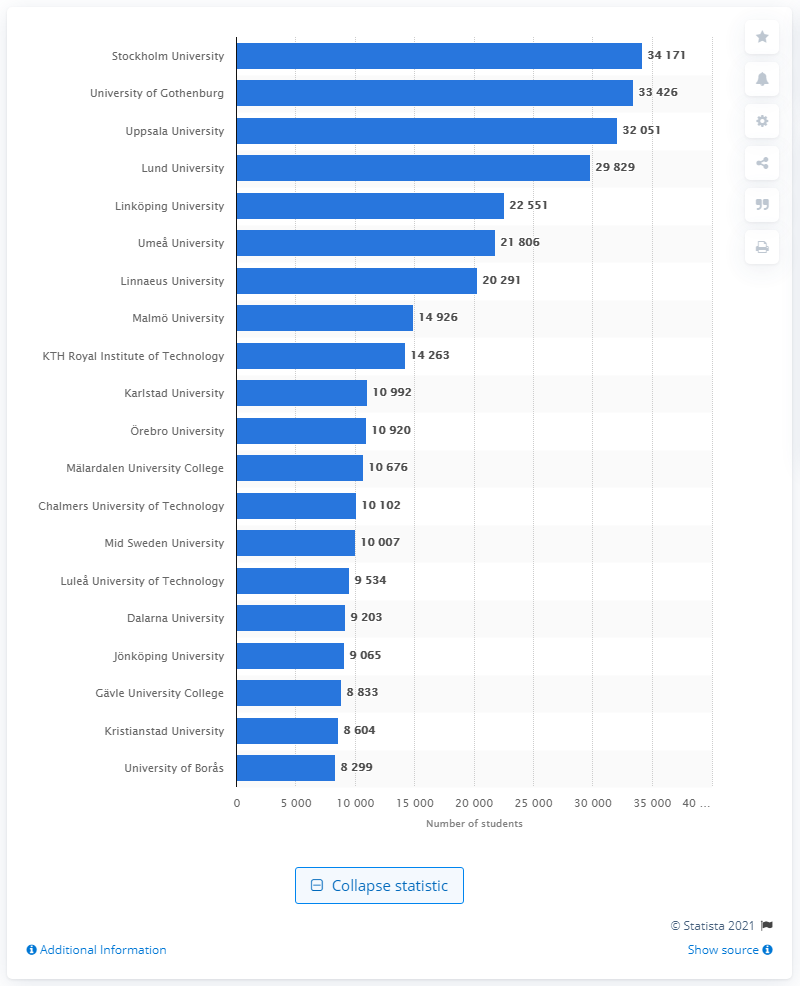 Stockholm University 34 171
University of Gothenburg 33 426
Uppsala University 32 051
Lund University 29 829
Linköping University 22 551
Umeå University 21 806
Linnaeus University 20 291
Malmö University 14 926
KTH Royal Institute of Technology 14 263
Karlstad University 10 992
Örebro University 10 920
Mälardalen University College 10 676
Chalmers University of Technology 10 102
Mid Sweden University 10 007
Luleå University of Technology 9 534
Dalarna University 9 203
Jönköping University 9 065
Gävle University College 8 833
Kristianstad University 8 604
University of Borås 8 299
0 5 000 10 000 15 000 20 000 25 000 30 000 35 000 40 ...
Number of students
Collapse statistic
© Statista 2021
Additional Information Show source